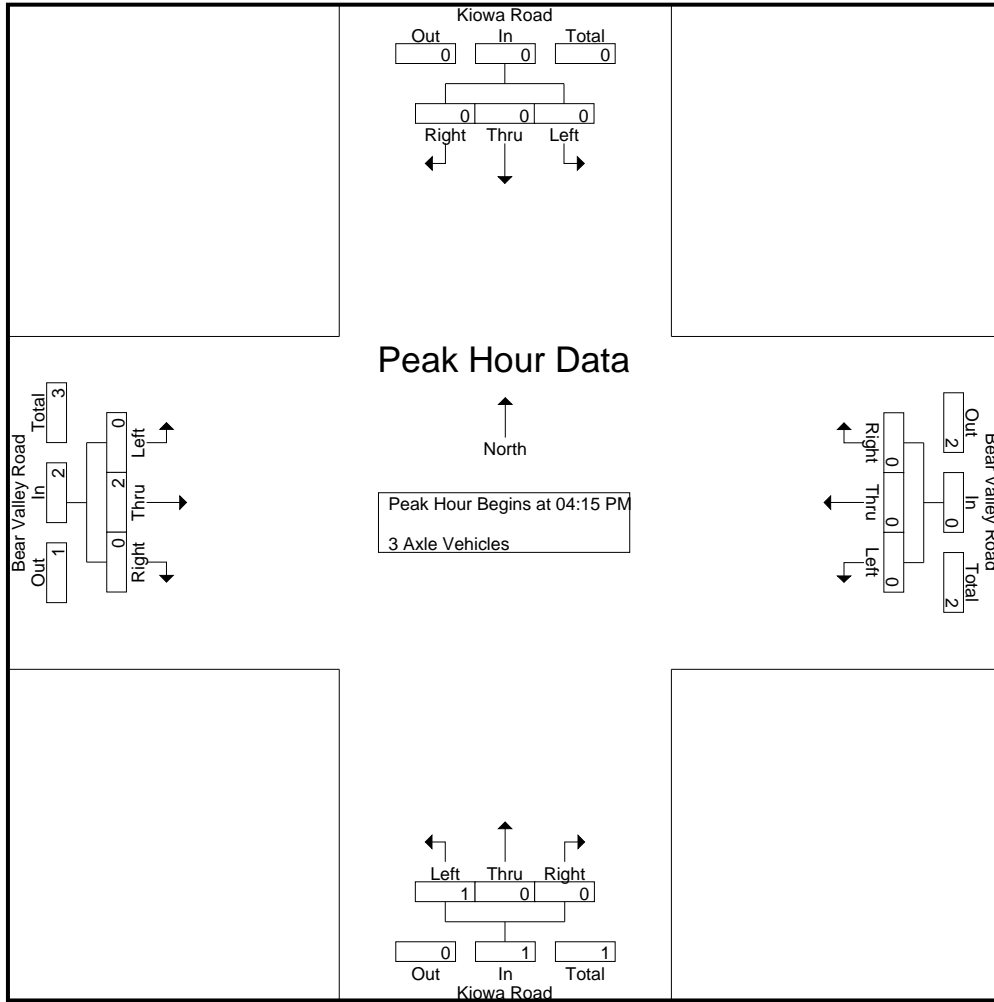 Kiowa Road
Out In Total
0 0 0
0 0 0
Right Thru Left
Peak Hour Data
North
Peak Hour Begins at 04:15 PM
3 Axle Vehicles
Bear Valley Road
Out In Total
1 2 3
0 2 0
Right Thru Left
Bear Valley Road
Out In Total
2 0 2
0 0 0
Right Thru Left
Left Thru Right
1 0 0
0 1 1
Out In Total
Kiowa Road